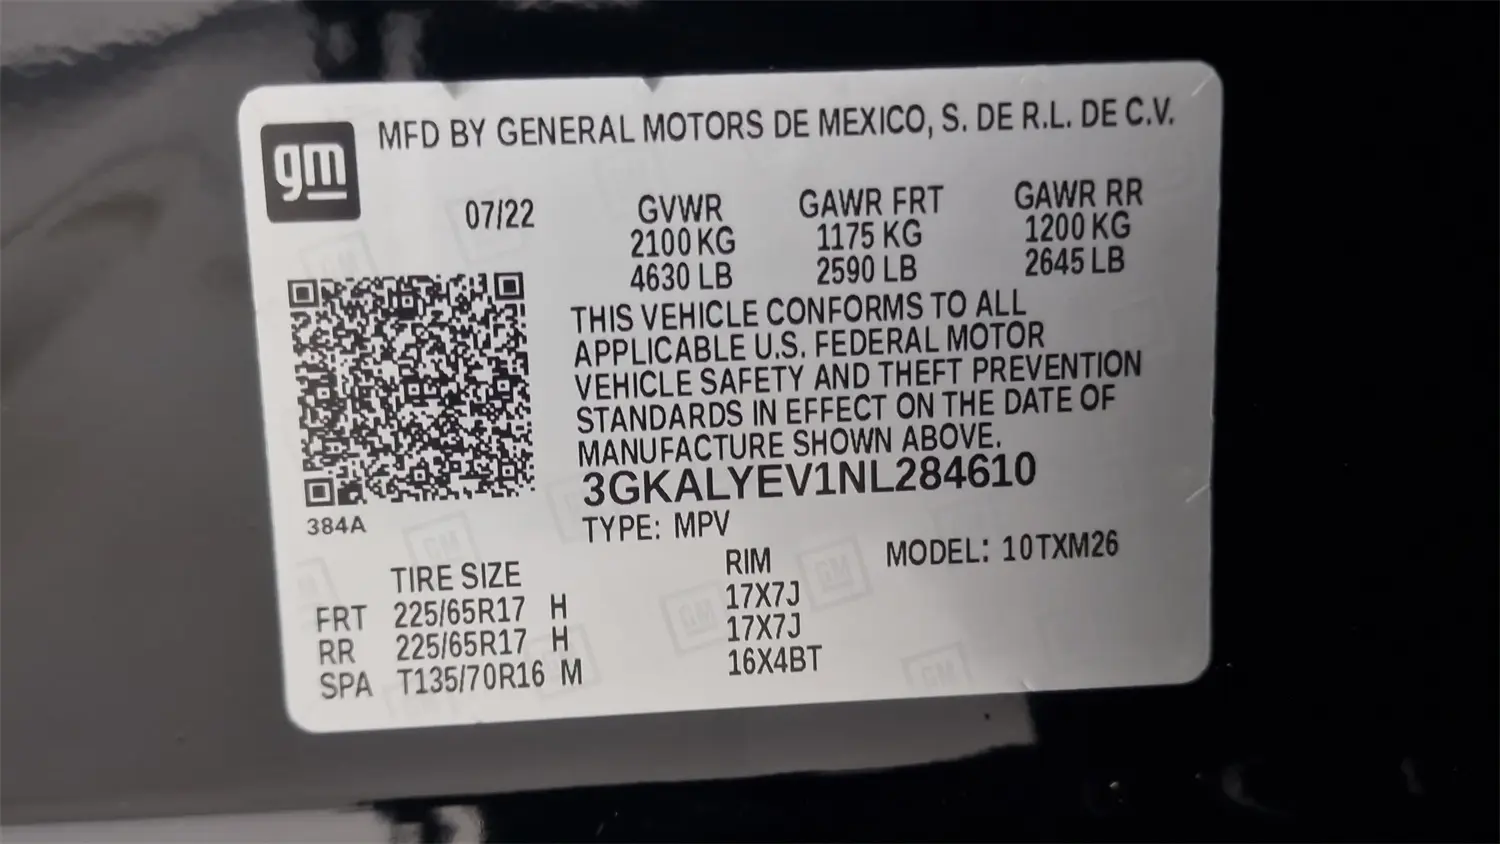 gm
MFD BY GENERAL MOTORS DE MEXICO, S. DE R.L. DE C.V.
07/22
GVWR GAWR FRT GAWR RR
2100 KG 1175 KG 1200 KG
4630 LB 2590 LB 2645 LB
THIS VEHICLE CONFORMS TO ALL
APPLICABLE U.S. FEDERAL MOTOR
VEHICLE SAFETY AND THEFT PREVENTION
STANDARDS IN EFFECT ON THE DATE OF
MANUFACTURE SHOWN ABOVE.
3GKALYEV1NL284610
384A
TYPE: MPV
MODEL: 10TXM26
TIRE SIZE RIM
FRT 225/65R17 H 17X7J
RR 225/65R17 H 17X7J
SPA T135/70R16 M 16X4BT